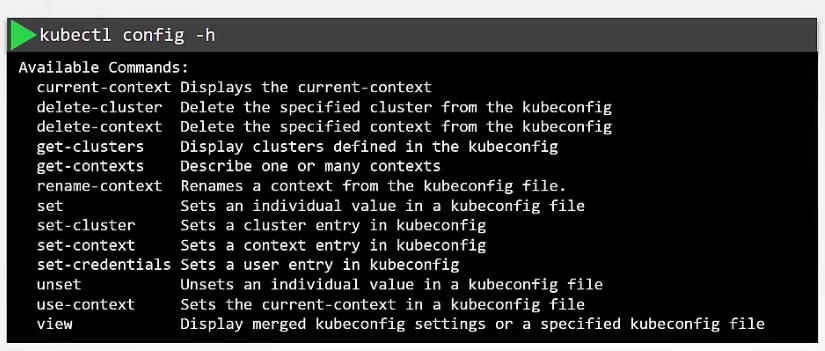 kubectl config -h
Available Commands:
current-context Displays the current-context
delete-cluster Delete the specified cluster from the kubeconfig
delete-context Delete the specified context from the kubeconfig
get-clusters Display clusters defined in the kubeconfig
get-contexts Describe one or many contexts
rename-context Renames a context from the kubeconfig file.
set Sets an individual value in a kubeconfig file
set-cluster Sets a cluster entry in kubeconfig
set-context Sets a context entry in kubeconfig
set-credentials Sets a user entry in kubeconfig
unset Unsets an individual value in a kubeconfig file
use-context Sets the current-context in a kubeconfig file
view Display merged kubeconfig settings or a specified kubeconfig file